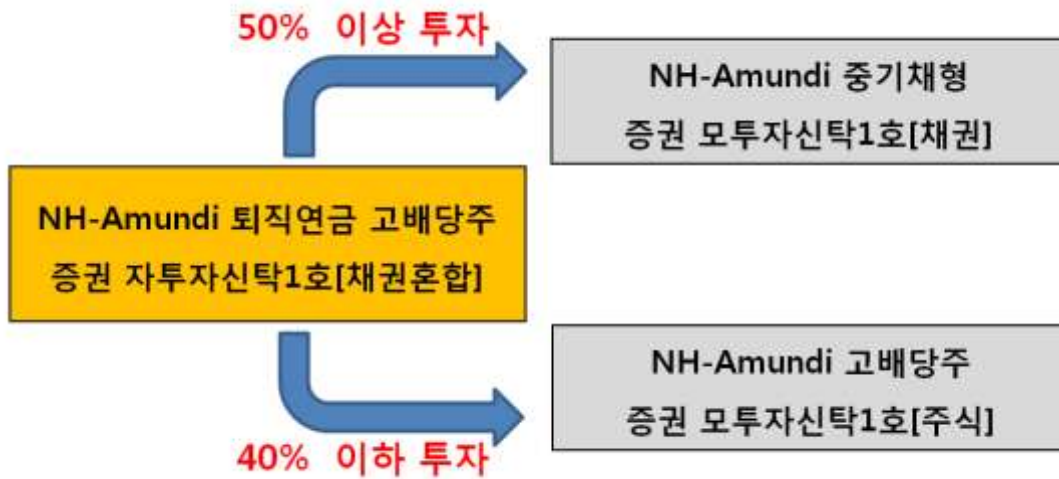 50% 이상 투자
NH-Amundi 중기채형
증권 모투자신탁1호[채권]
NH-Amundi 퇴직연금 고배당주
증권 자투자신탁1호[채권혼합]
NH-Amundi 고배당주
증권 모투자신탁1호[주식]
40% 이하 투자